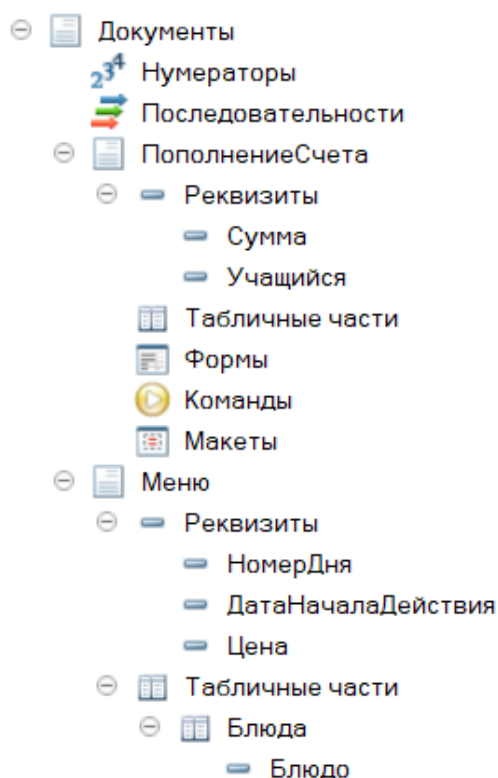 Документы
Нумераторы
Последовательности
ПополнениеСчета
Реквизиты
Сумма
Учащийся
Табличные части
Формы
Команды
Макеты
Меню
Реквизиты
НомерДня
ДатаНачалаДействия
Цена
Табличные части
Блюда
Блюдо